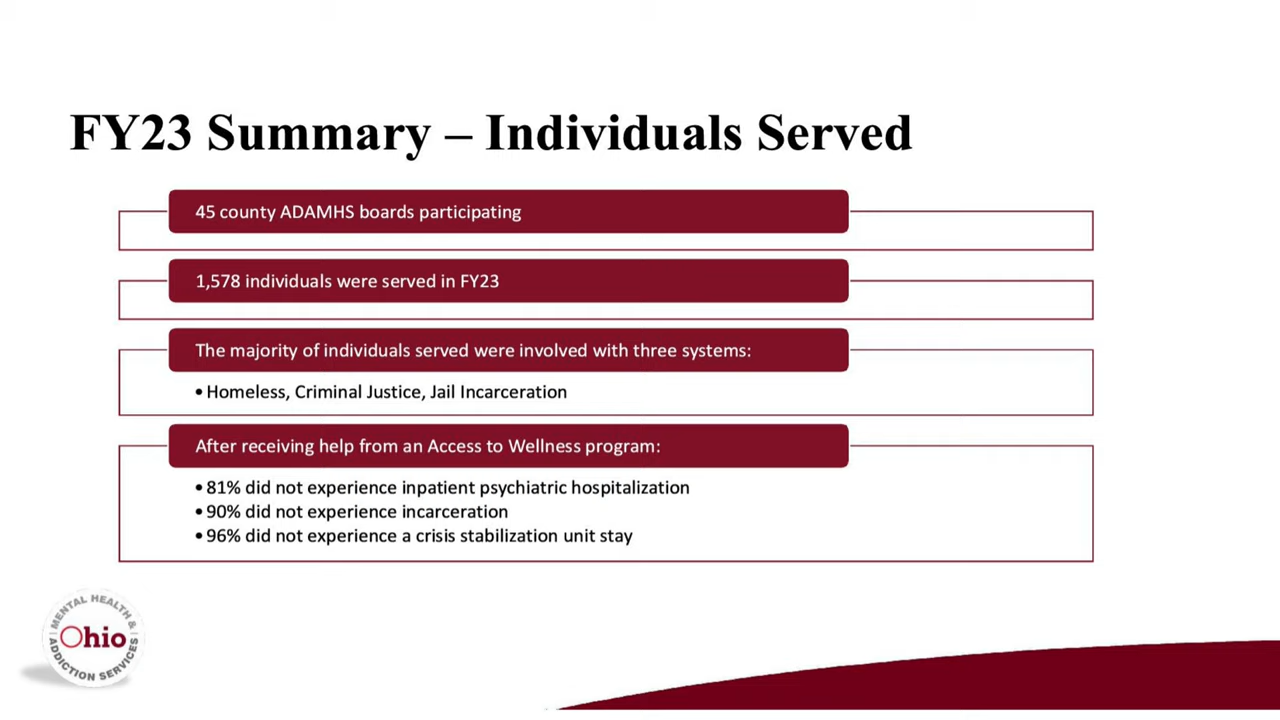 FY23 Summary – Individuals Served
45 county ADAMHS boards participating
1,578 individuals were served in FY23
The majority of individuals served were involved with three systems:
• Homeless, Criminal Justice, Jail Incarceration
After receiving help from an Access to Wellness program:
• 81% did not experience inpatient psychiatric hospitalization
• 90% did not experience incarceration
• 96% did not experience a crisis stabilization unit stay
MENTAL HEALTH &
Ohio
ADDICTION SERVICES